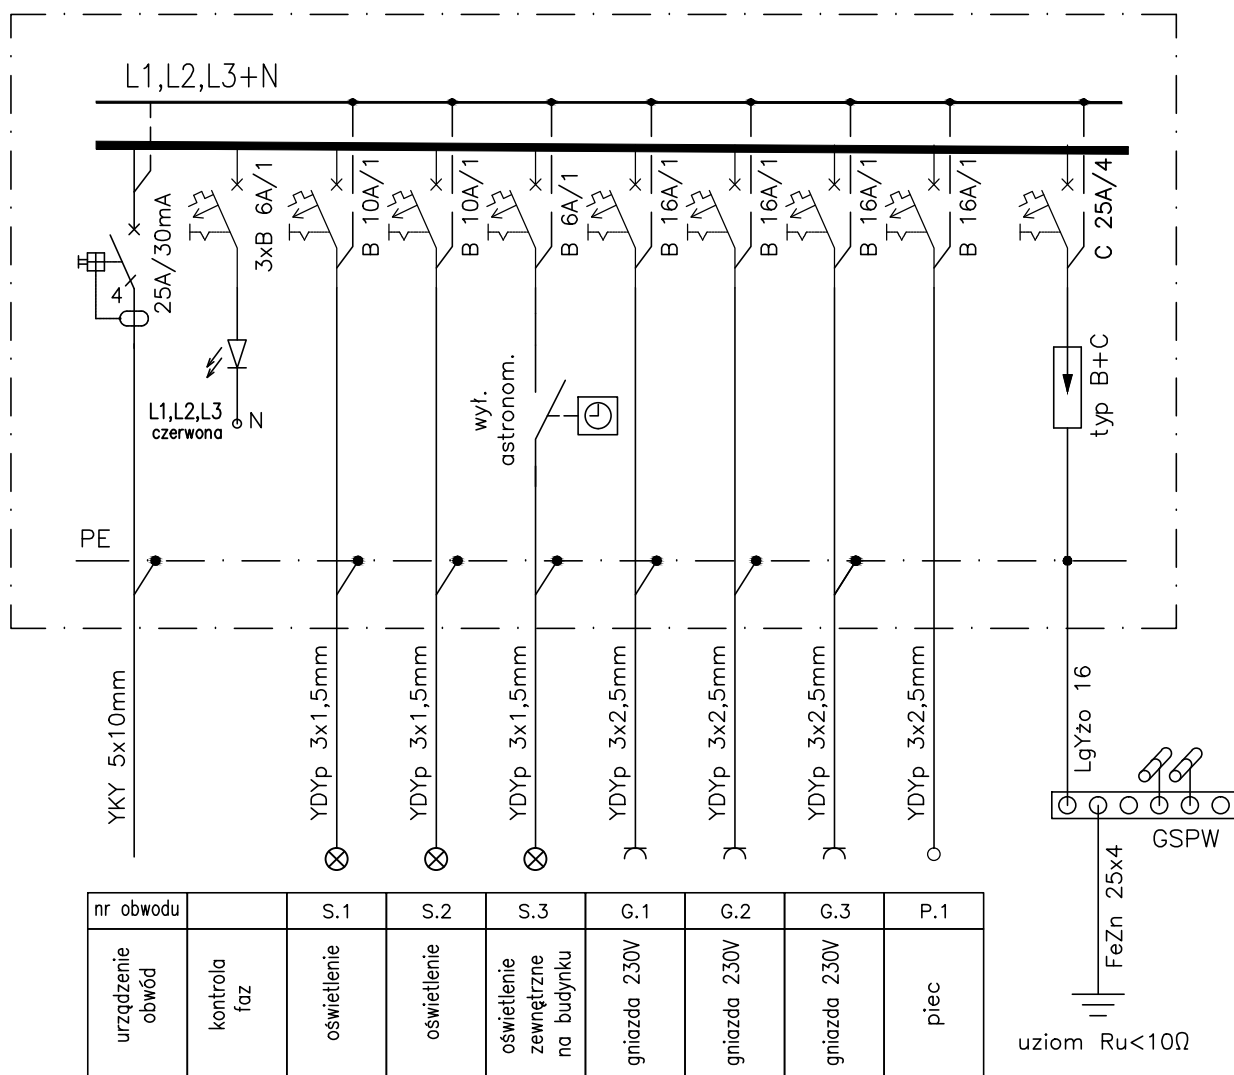 L1,L2,L3+N
25A/30mA
4
3xB 6A/1
B 10A/1
B 10A/1
B 6A/1
B 16A/1
B 16A/1
B 16A/1
B 16A/1
C 25A/4
L1,L2,L3
czerwona
N
wył.
astronom.
typ B+C
PE
YKY 5x10mm
YDYp 3x1,5mm
YDYp 3x1,5mm
YDYp 3x1,5mm
YDYp 3x2,5mm
YDYp 3x2,5mm
YDYp 3x2,5mm
YDYp 3x2,5mm
LgYżo 16
GSPW
FeZn 25x4
uziom Ru<10Ω
nr obwodu
S.1
S.2
S.3
G.1
G.2
G.3
P.1
urządzenie
obwód
kontrola
faz
oświetlenie
oświetlenie
oświetlenie
zewnętrzne
na budynku
gniazda 230V
gniazda 230V
gniazda 230V
piec